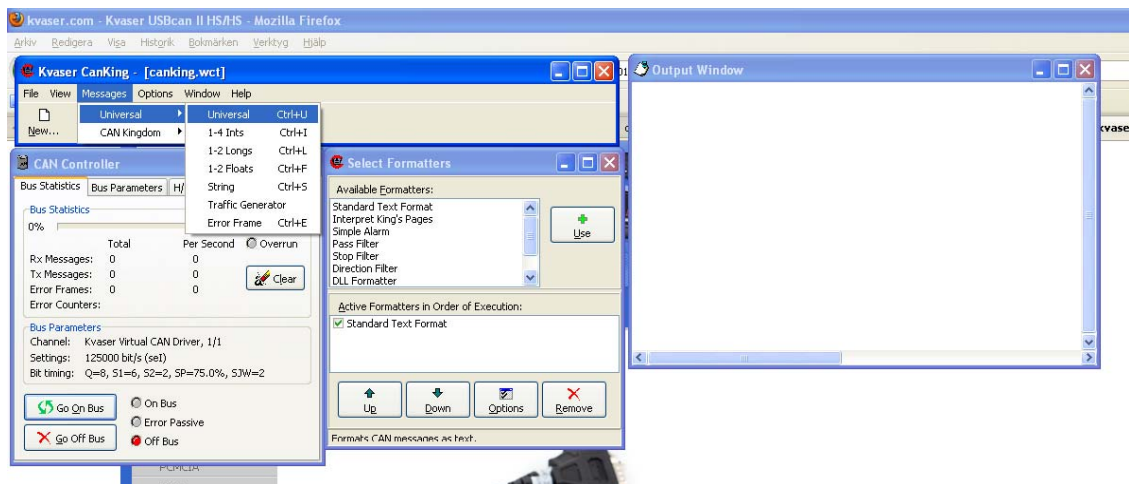 kvaser.com - Kvaser USBcan II HS/HS - Mozilla Firefox
Arkiv Redigera Visa Historik Bokmärken Verktyg Hjälp
Kvaser CanKing - [canking.wct]
File View Messages Options Window Help
New...
Universal
CAN Kingdom
Universal Ctrl+U
1-4 Ints Ctrl+I
1-2 Longs Ctrl+L
1-2 Floats Ctrl+F
String Ctrl+S
Traffic Generator
Error Frame Ctrl+E
CAN Controller
Bus Statistics Bus Parameters H/
Bus Statistics
0%
Total Per Second Overrun
Rx Messages: 0 0
Tx Messages: 0 0
Clear
Error Frames: 0 0
Error Counters:
Bus Parameters
Channel: Kvaser Virtual CAN Driver, 1/1
Settings: 125000 bit/s (seI)
Bit timing: Q=8, S1=6, S2=2, SP=75.0%, SJW=2
Go On Bus
Go Off Bus
On Bus
Error Passive
Off Bus
Select Formatters
Available Formatters:
Standard Text Format
Interpret King's Pages
Simple Alarm
Pass Filter
Stop Filter
Direction Filter
DLL Formatter
Use
Active Formatters in Order of Execution:
Standard Text Format
Up Down Options Remove
Formats CAN messages as text.
Output Window
kvase
PCMCIA